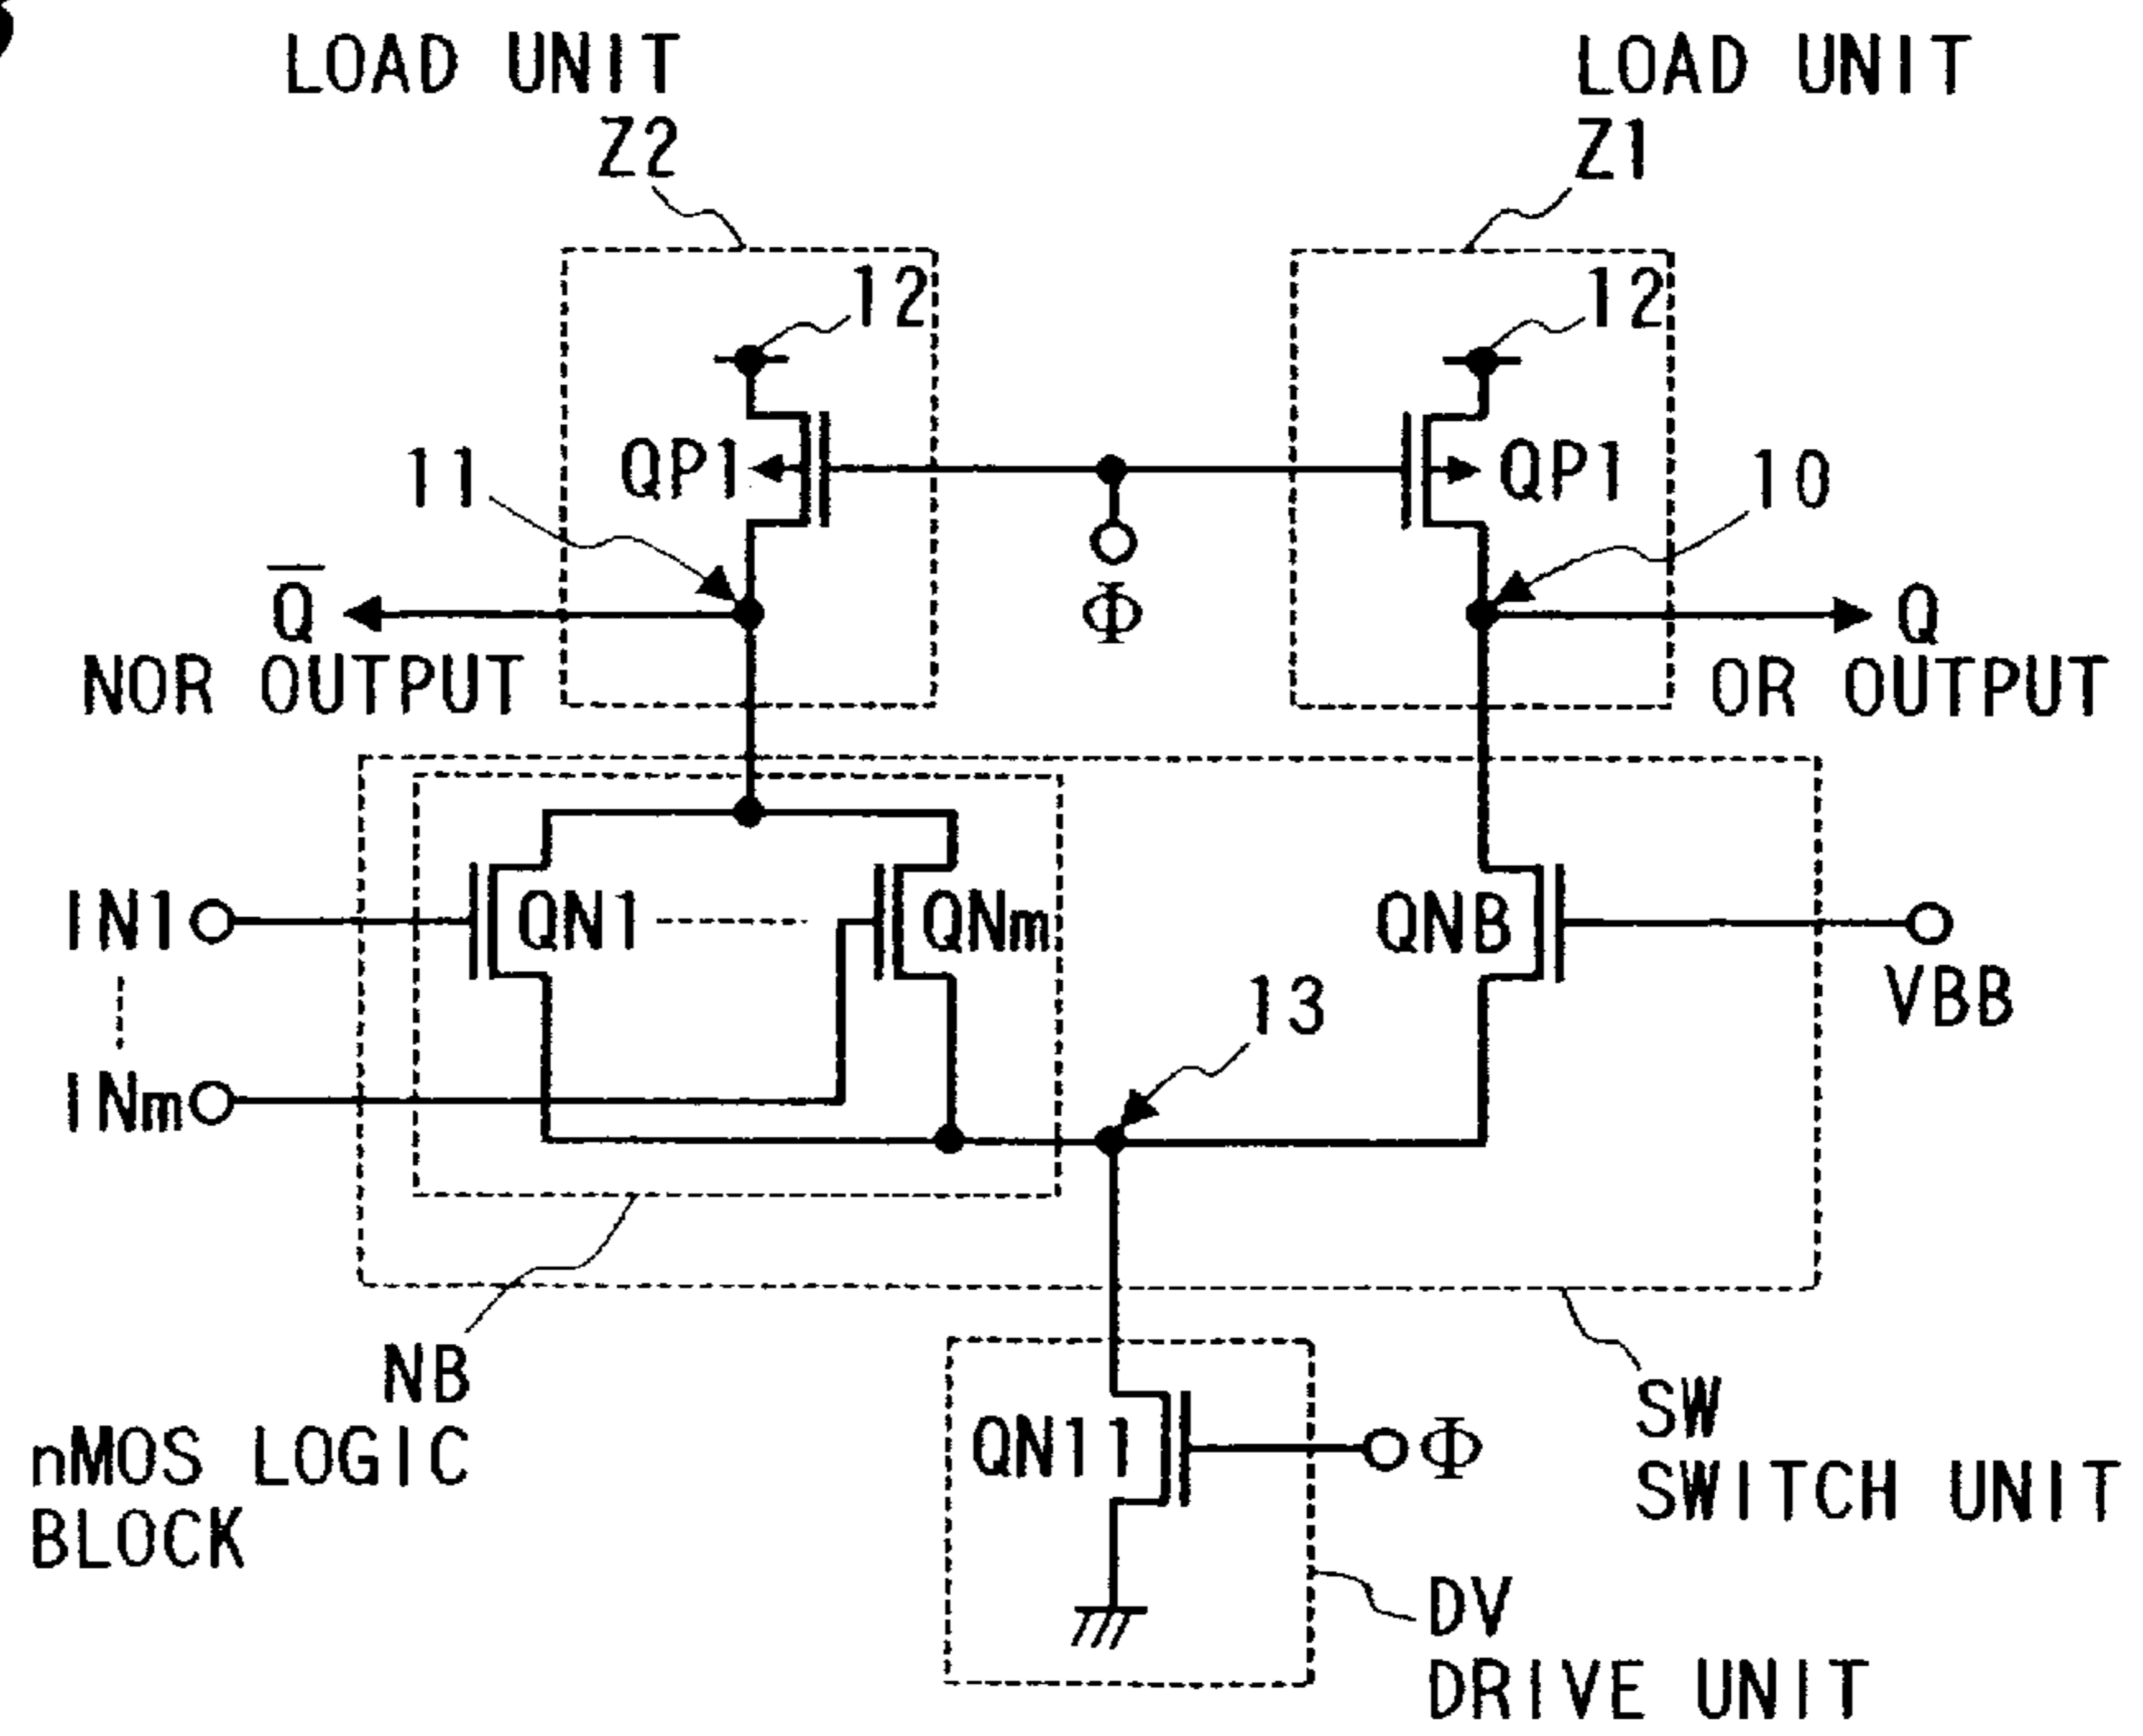 LOAD UNIT
Z2
LOAD UNIT
Z1
12
12
11
QP1
QP1
10
Φ
Q̅
NOR OUTPUT
Q
OR OUTPUT
IN1
QN1
QNm
QNB
VBB
13
INm
NB
nMOS LOGIC
BLOCK
QN11
Φ
SW
SWITCH UNIT
DV
DRIVE UNIT